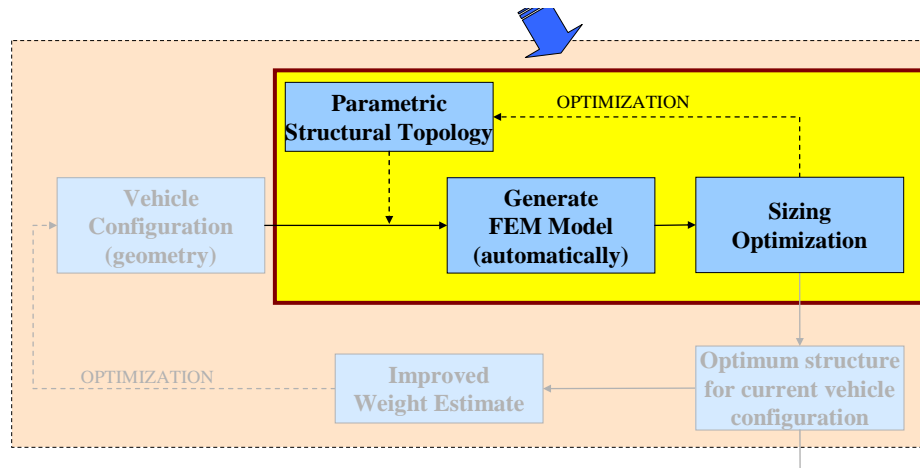 Parametric
Structural Topology
OPTIMIZATION
Vehicle
Configuration
(geometry)
Generate
FEM Model
(automatically)
Sizing
Optimization
OPTIMIZATION
Improved
Weight Estimate
Optimum structure
for current vehicle
configuration